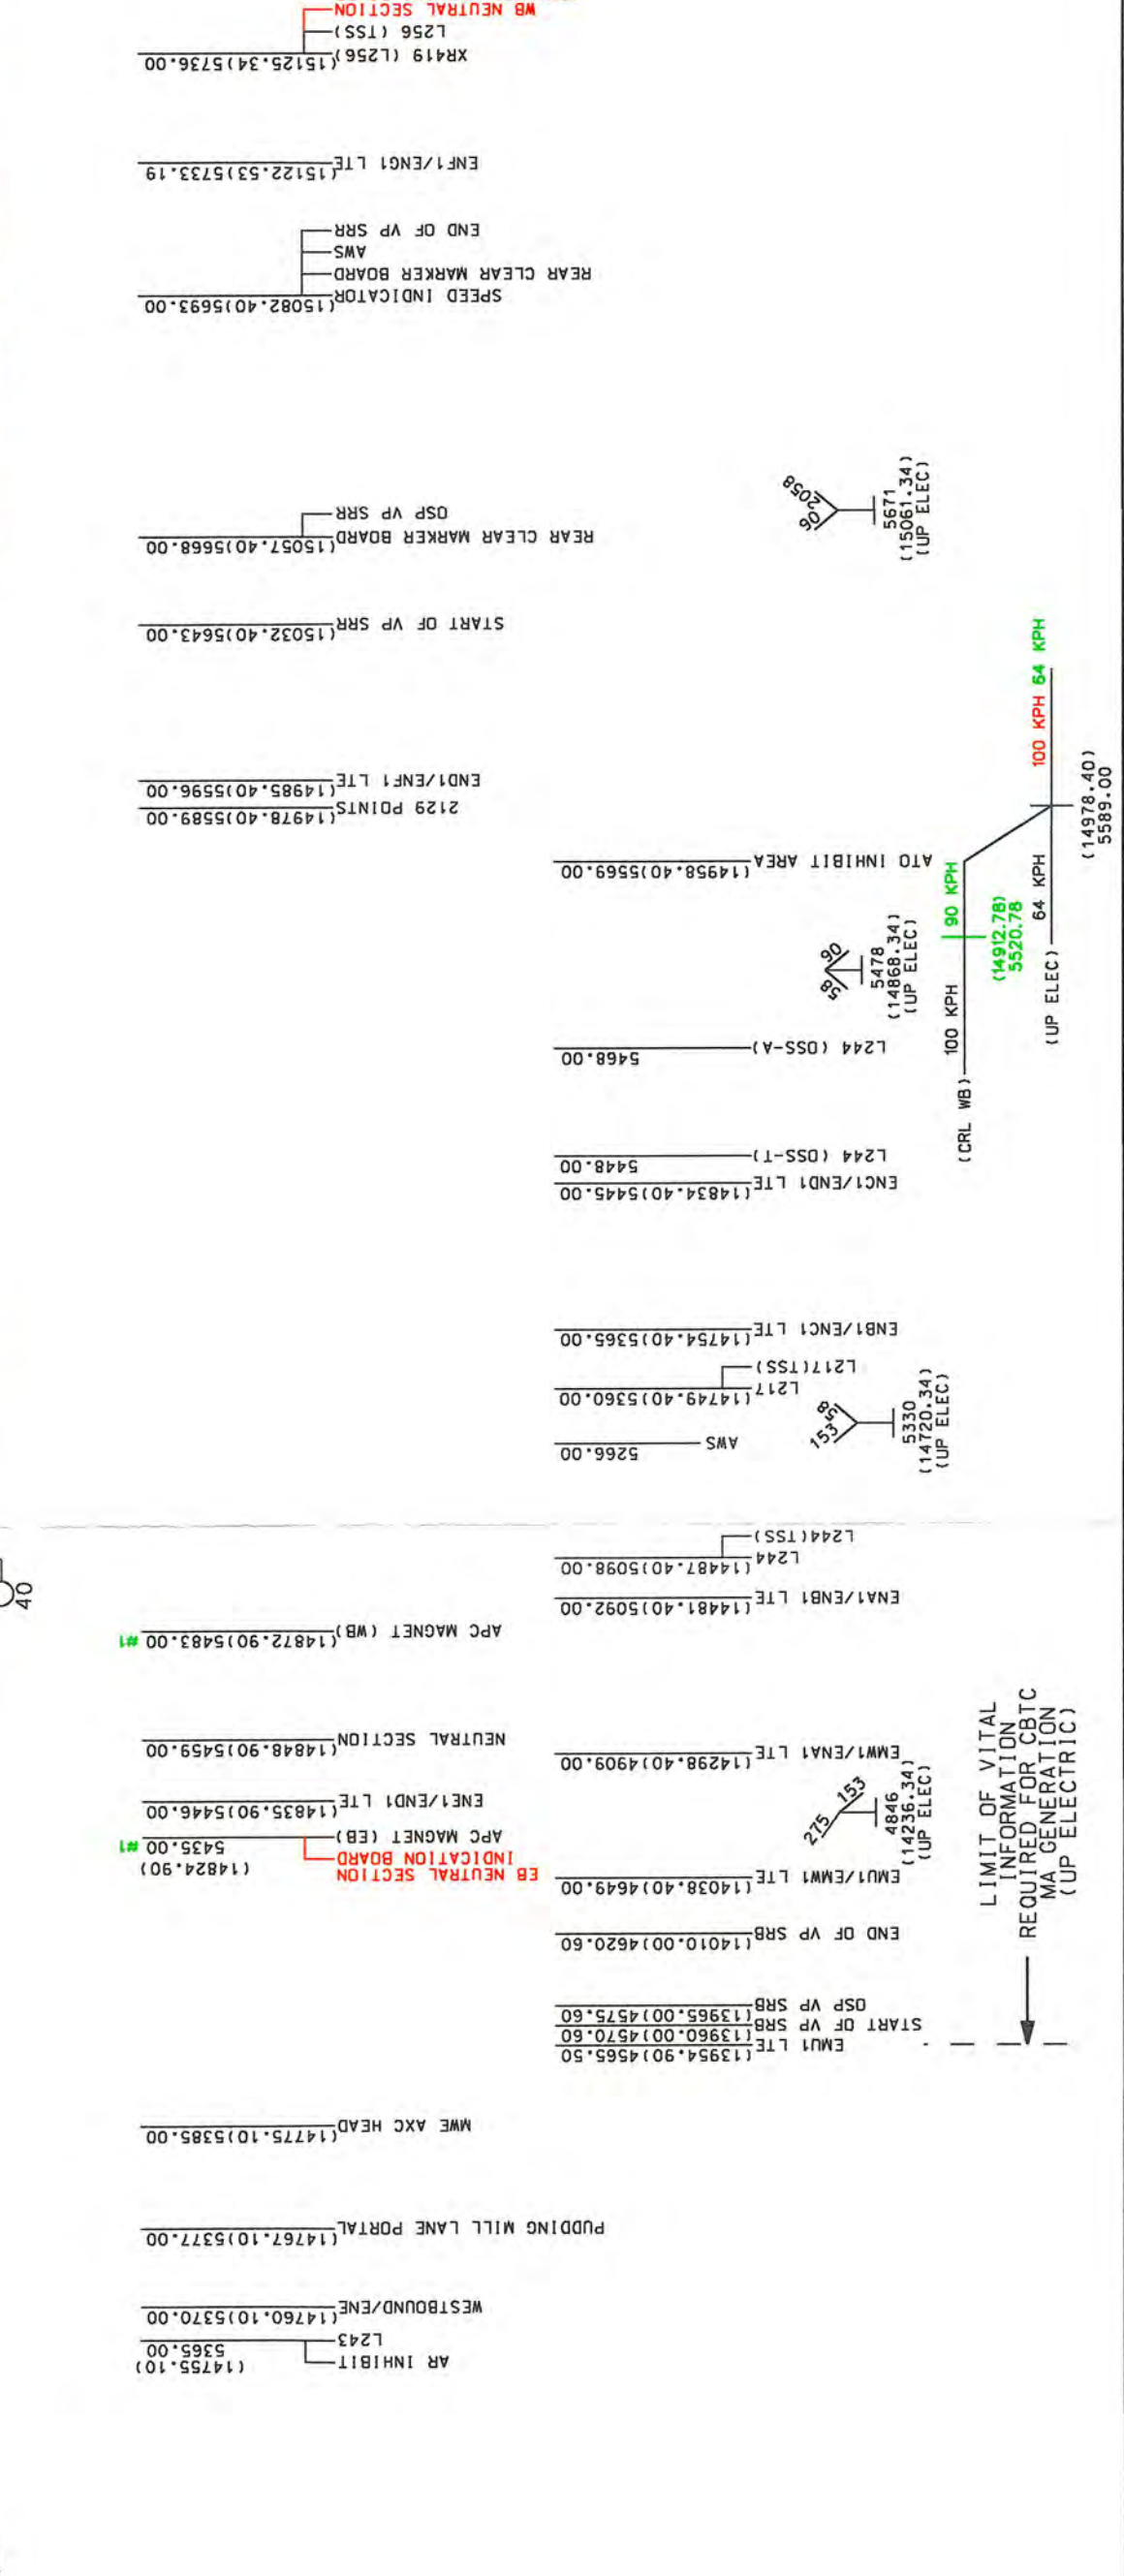 WB NEUTRAL SECTION
L256 (TSS)
XR419 (L256)
(15125.34)5736.00
ENF1/ENG1 LTE
(15122.53)5733.19
END OF VP SRR
AWS
REAR CLEAR MARKER BOARD
SPEED INDICATOR
(15082.40)5693.00
OSP VP SRR
REAR CLEAR MARKER BOARD
(15057.40)5668.00
START OF VP SRR
(15032.40)5643.00
END1/ENF1 LTE
(14985.40)5596.00
2129 POINTS
(14978.40)5589.00
90
2058
5671
(15061.34)
(UP ELEC)
ATO INHIBIT AREA
(14958.40)5569.00
58
90
5478
(14868.34)
(UP ELEC)
L244 (OSS-A)
5468.00
L244 (OSS-T)
5448.00
ENC1/END1 LTE
(14834.40)5445.00
(CRL WB)
100 KPH
90 KPH
(14912.78)
5520.78
(UP ELEC)
64 KPH
100 KPH
64 KPH
(14978.40)
5589.00
ENB1/ENC1 LTE
(14754.40)5365.00
L217(TSS)
L217
(14749.40)5360.00
AWS
5266.00
153
58
5330
(14720.34)
(UP ELEC)
L244(TSS)
L244
(14487.40)5098.00
ENA1/ENB1 LTE
(14481.40)5092.00
40
APC MAGNET (WB)
(14872.90)5483.00 #1
NEUTRAL SECTION
(14848.90)5459.00
ENE1/END1 LTE
(14835.90)5446.00
APC MAGNET (EB)
5435.00 #1
(14824.90)
INDICATION BOARD
EB NEUTRAL SECTION
EMW1/ENA1 LTE
(14298.40)4909.00
275
153
4846
(14236.34)
(UP ELEC)
EMU1/EMW1 LTE
(14038.40)4649.00
END OF VP SRB
(14010.00)4620.60
OSP VP SRB
(13965.00)4575.60
START OF VP SRB
(13960.00)4570.60
EMU1 LTE
(13954.90)4565.50
LIMIT OF VITAL
INFORMATION
REQUIRED FOR CBTC
MA GENERATION
(UP ELECTRIC)
MWE AXC HEAD
(14775.10)5385.00
PUDDING MILL LANE PORTAL
(14767.10)5377.00
WESTBOUND/ENE
(14760.10)5370.00
L243
5365.00
(14755.10)
AR INHIBIT